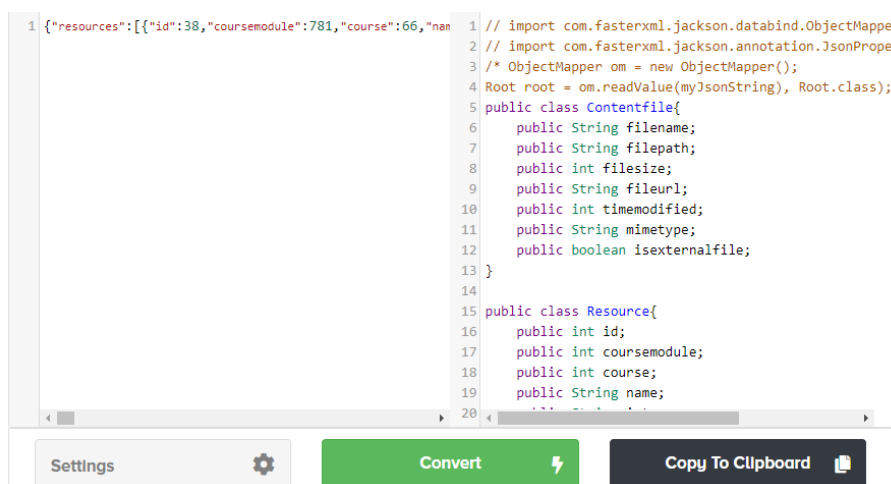 1 {"resources":[{"id":38,"coursemodule":781,"course":66,"nam
1 // import com.fasterxml.jackson.databind.ObjectMappe
2 // import com.fasterxml.jackson.annotation.JsonPrope
3 /* ObjectMapper om = new ObjectMapper();
4 Root root = om.readValue(myJsonString), Root.class);
5 public class Contentfile{
6 public String filename;
7 public String filepath;
8 public int filesize;
9 public String fileurl;
10 public int timemodified;
11 public String mimetype;
12 public boolean isexternalfile;
13 }
14
15 public class Resource{
16 public int id;
17 public int coursemodule;
18 public int course;
19 public String name;
20
Settings
Convert
Copy To Clipboard